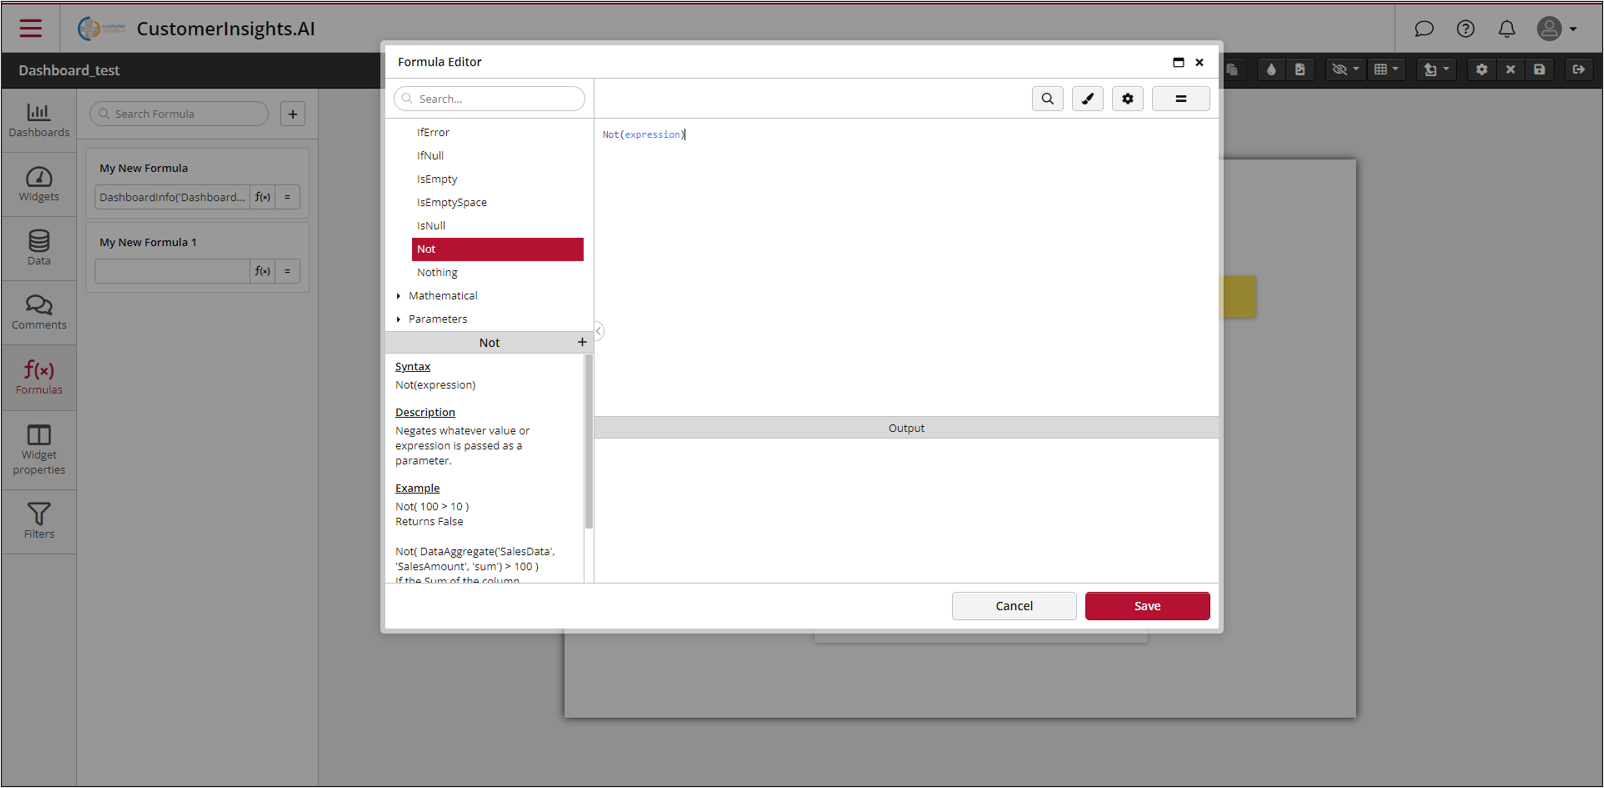 CustomerInsights.AI
Dashboard_test
Dashboards
Widgets
Data
Comments
f(x)
Formulas
Widget
properties
Filters
Search Formula
+
My New Formula
DashboardInfo('Dashboard... f(x) =
My New Formula 1
f(x) =
Formula Editor
Search...
IfError
IfNull
IsEmpty
IsEmptySpace
IsNull
Not
Nothing
Mathematical
Parameters
Not +
Syntax
Not(expression)
Description
Negates whatever value or
expression is passed as a
parameter.
Example
Not( 100 > 10 )
Returns False
Not( DataAggregate('SalesData',
'SalesAmount', 'sum') > 100 )
If the Sum of the column
=
Not(expression)
Output
Cancel
Save